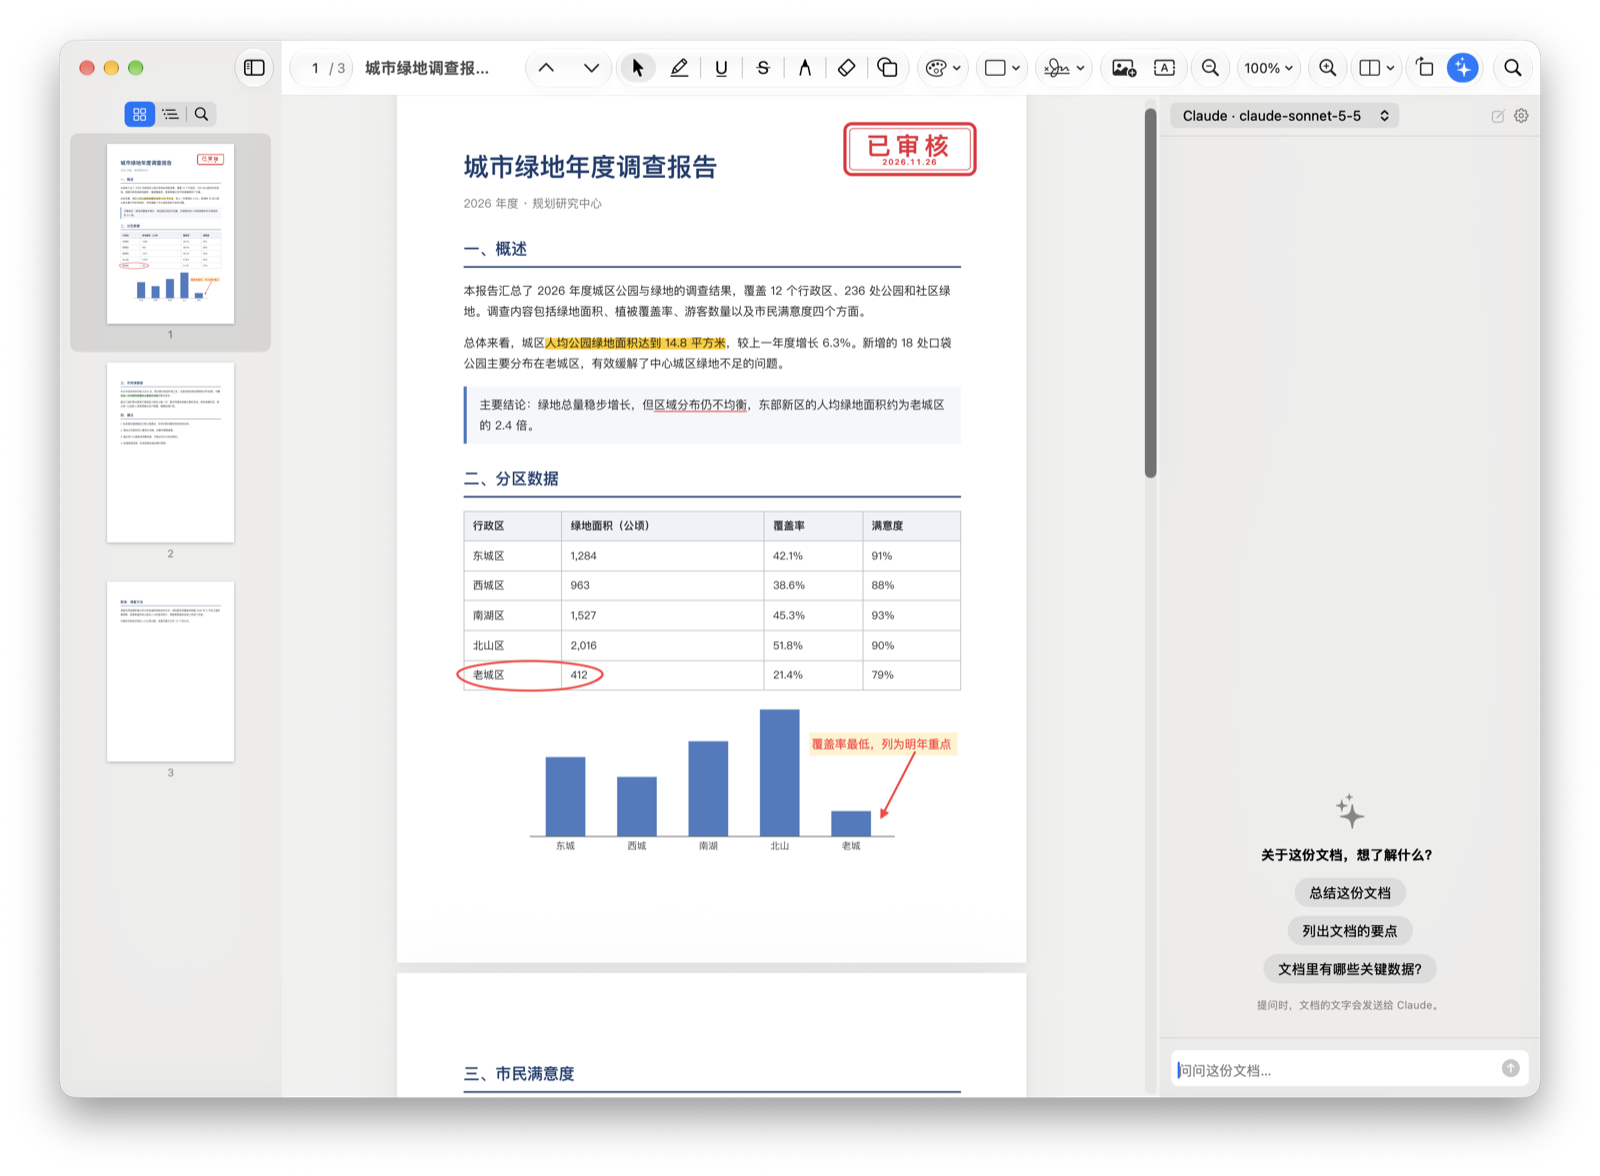 1 / 3
城市绿地调查报...
100%
1
2
3
城市绿地年度调查报告
已审核
2026.11.26
2026 年度 · 规划研究中心
一、概述
本报告汇总了 2026 年度城区公园与绿地的调查结果，覆盖 12 个行政区、236 处公园和社区绿
地。调查内容包括绿地面积、植被覆盖率、游客数量以及市民满意度四个方面。
总体来看，城区人均公园绿地面积达到 14.8 平方米，较上一年度增长 6.3%。新增的 18 处口袋
公园主要分布在老城区，有效缓解了中心城区绿地不足的问题。
主要结论：绿地总量稳步增长，但区域分布仍不均衡，东部新区的人均绿地面积约为老城区
的 2.4 倍。
二、分区数据
行政区 绿地面积（公顷） 覆盖率 满意度
东城区 1,284 42.1% 91%
西城区 963 38.6% 88%
南湖区 1,527 45.3% 93%
北山区 2,016 51.8% 90%
老城区 412 21.4% 79%
覆盖率最低，列为明年重点
东城 西城 南湖 北山 老城
三、市民满意度
Claude · claude-sonnet-5-5
关于这份文档，想了解什么？
总结这份文档
列出文档的要点
文档里有哪些关键数据？
提问时，文档的文字会发送给 Claude。
问问这份文档...